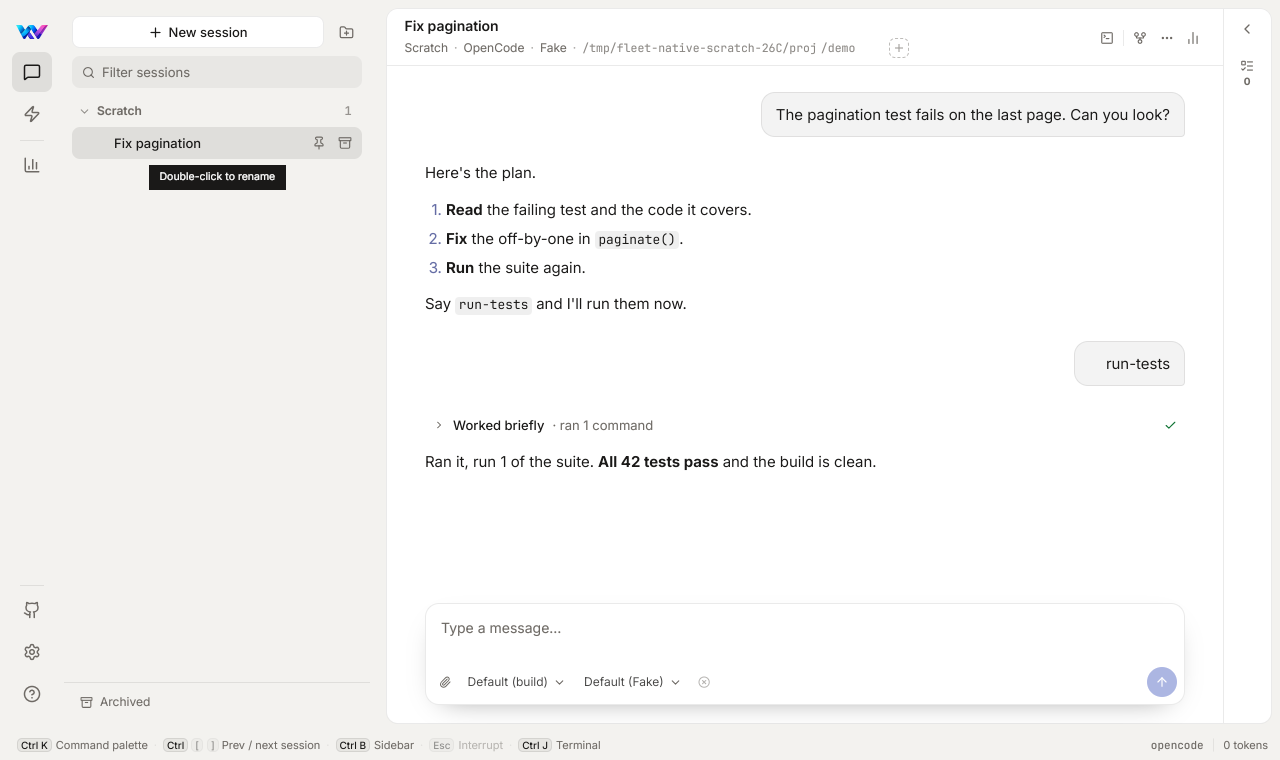 New session
Filter sessions
Scratch 1
Fix pagination
Double-click to rename
Archived
Fix pagination
Scratch · OpenCode · Fake · /tmp/fleet-native-scratch-26C/proj /demo
0
The pagination test fails on the last page. Can you look?
Here's the plan.
1. Read the failing test and the code it covers.
2. Fix the off-by-one in paginate().
3. Run the suite again.
Say run-tests and I'll run them now.
run-tests
Worked briefly · ran 1 command
Ran it, run 1 of the suite. All 42 tests pass and the build is clean.
Type a message...
Default (build) Default (Fake)
Ctrl K Command palette · Ctrl [ ] Prev / next session · Ctrl B Sidebar · Esc Interrupt · Ctrl J Terminal
opencode 0 tokens